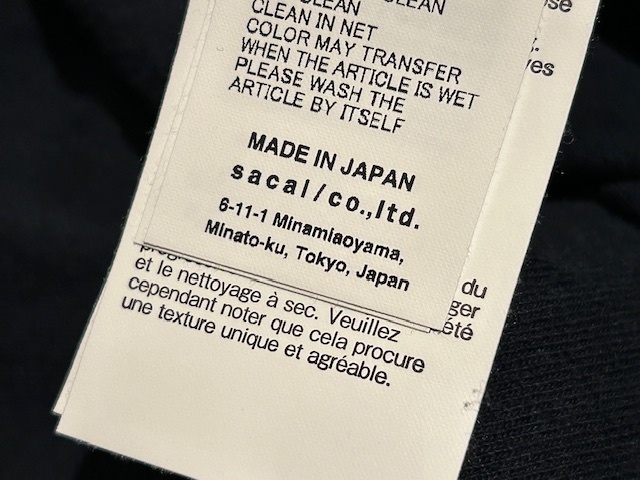 CLEAN
CLEAN IN NET
COLOR MAY TRANSFER
WHEN THE ARTICLE IS WET
PLEASE WASH THE
ARTICLE BY ITSELF
MADE IN JAPAN
sacai/co.,ltd.
6-11-1 Minamiaoyama,
Minato-ku, Tokyo, Japan
du
et le nettoyage à sec. Veuillez
cependant noter que cela procure
une texture unique et agréable.